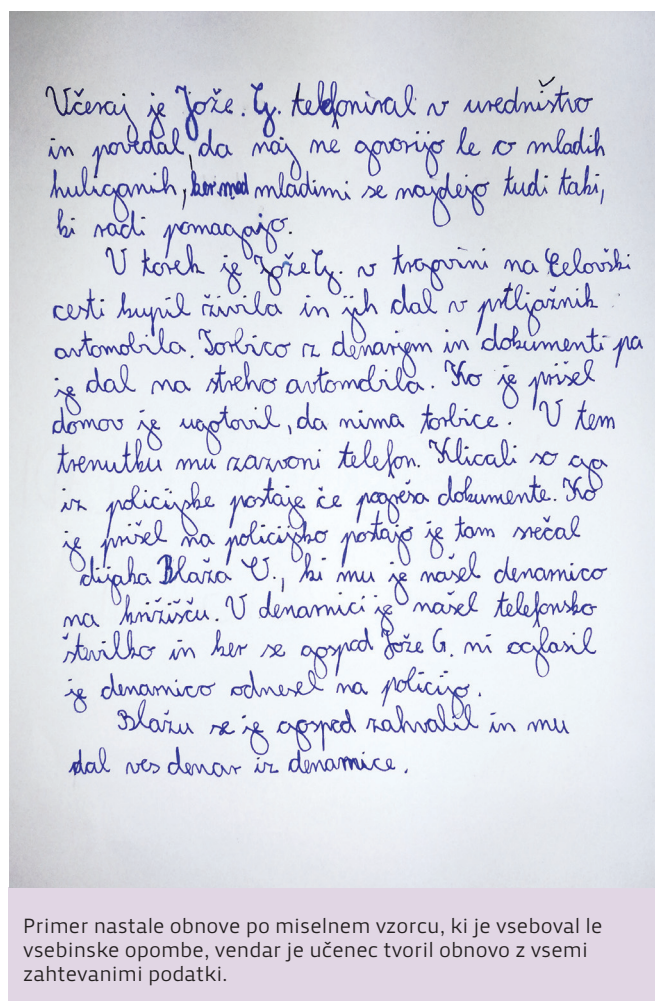 Včeraj je Jože. G. telefoniral v uredništvo
in povedal, da naj ne govorijo le o mladih
huliganih, ker med mladimi se najdejo tudi taki,
ki radi pomagajo.
V torek je Jože G. v trgovini na Celovški
cesti kupil živila in jih dal v prtljažnik
avtomobila. Torbico z denarjem in dokumenti pa
je dal na streho avtomobila. Ko je prišel
domov je ugotovil, da nima torbice. V tem
trenutku mu zazvoni telefon. Klicali so ga
iz policijske postaje če pogreša dokumente. Ko
je prišel na policijsko postajo je tam srečal
dijaka Blaža U., ki mu je našel denarnico
na križišču. V denarnici je našel telefonsko
številko in ker se gospod Jože G. ni oglasil
je denarnico odnesel na policijo.
Blažu se je gospod zahvalil in mu
dal ves denar iz denarnice.
Primer nastale obnove po miselnem vzorcu, ki je vseboval le
vsebinske opombe, vendar je učenec tvoril obnovo z vsemi
zahtevanimi podatki.